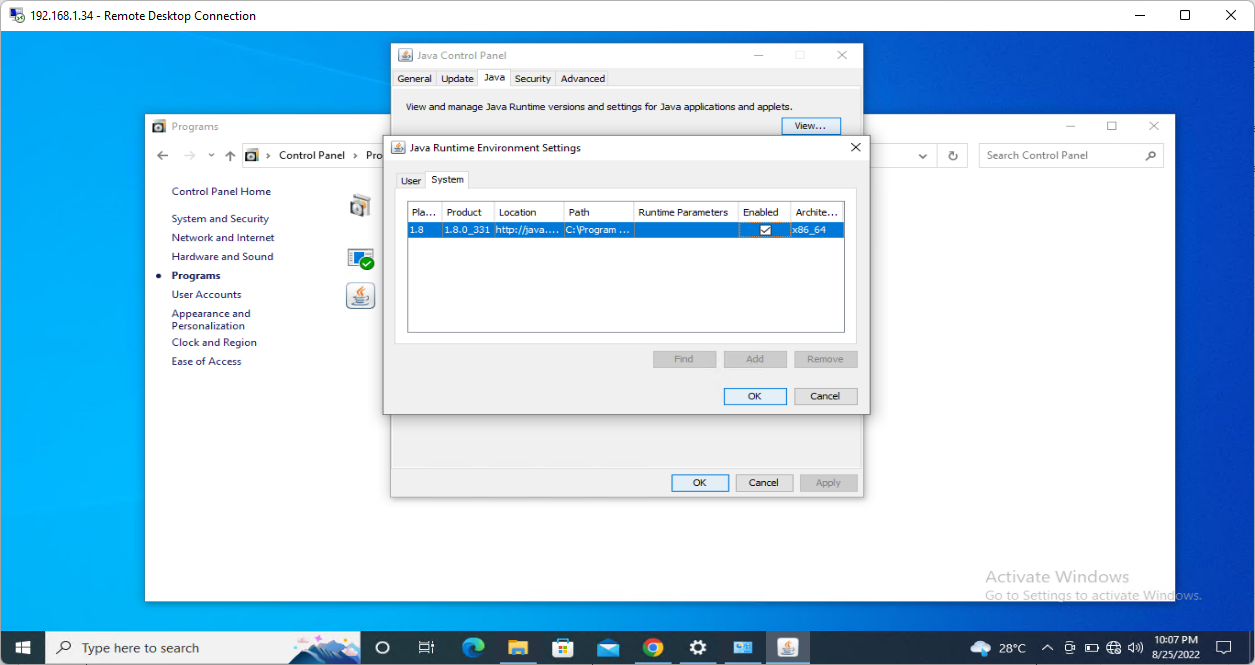 192.168.1.34 - Remote Desktop Connection
Java Control Panel
General Update Java Security Advanced
View and manage Java Runtime versions and settings for Java applications and applets.
View...
Programs
Control Panel > Pro
Search Control Panel
Java Runtime Environment Settings
User System
Pla... Product Location Path Runtime Parameters Enabled Archite...
1.8 1.8.0_331 http://java.... C:\Program ... x86_64
Find Add Remove
OK Cancel
Control Panel Home
System and Security
Network and Internet
Hardware and Sound
Programs
User Accounts
Appearance and
Personalization
Clock and Region
Ease of Access
OK Cancel Apply
Activate Windows
Go to Settings to activate Windows.
Type here to search
28°C
10:07 PM
8/25/2022